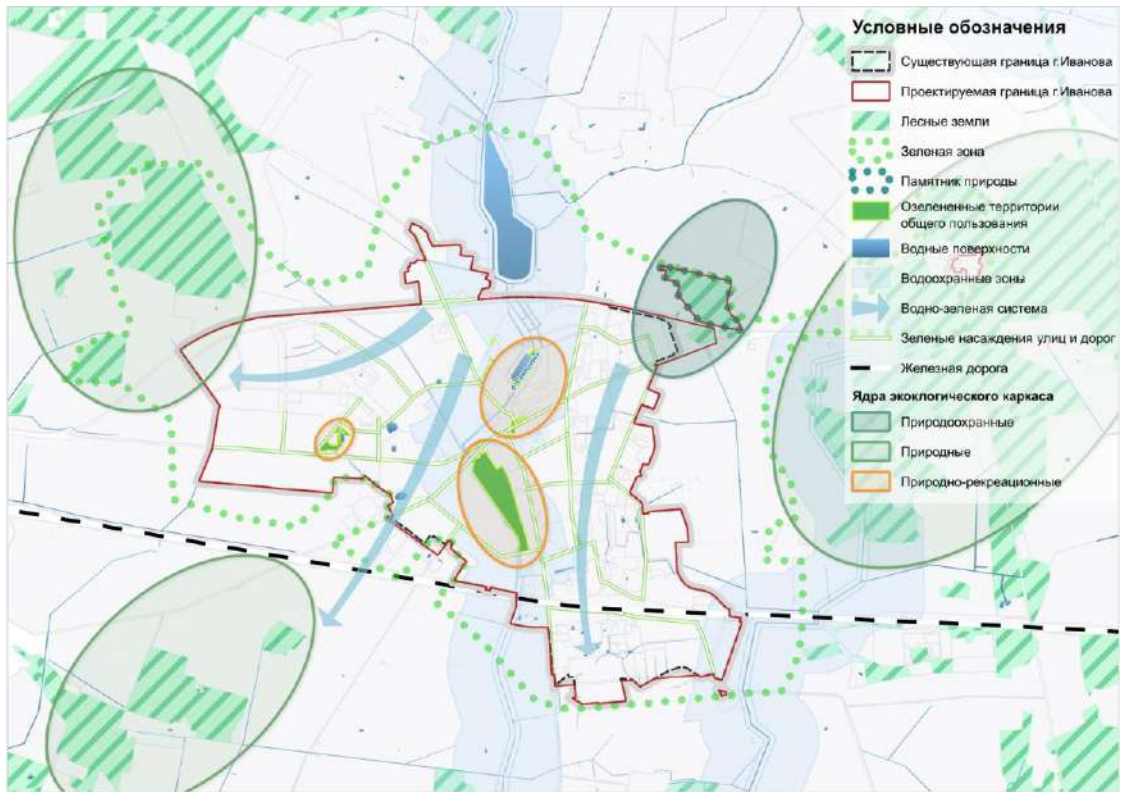 Условные обозначения
Существующая граница г.Иванова
Проектируемая граница г.Иванова
Лесные земли
Зеленая зона
Памятник природы
Озелененные территории
общего пользования
Водные поверхности
Водоохранные зоны
Водно-зеленая система
Зеленые насаждения улиц и дорог
Железная дорога
Ядра экоклогического каркаса
Природоохранные
Природные
Природно-рекреационные